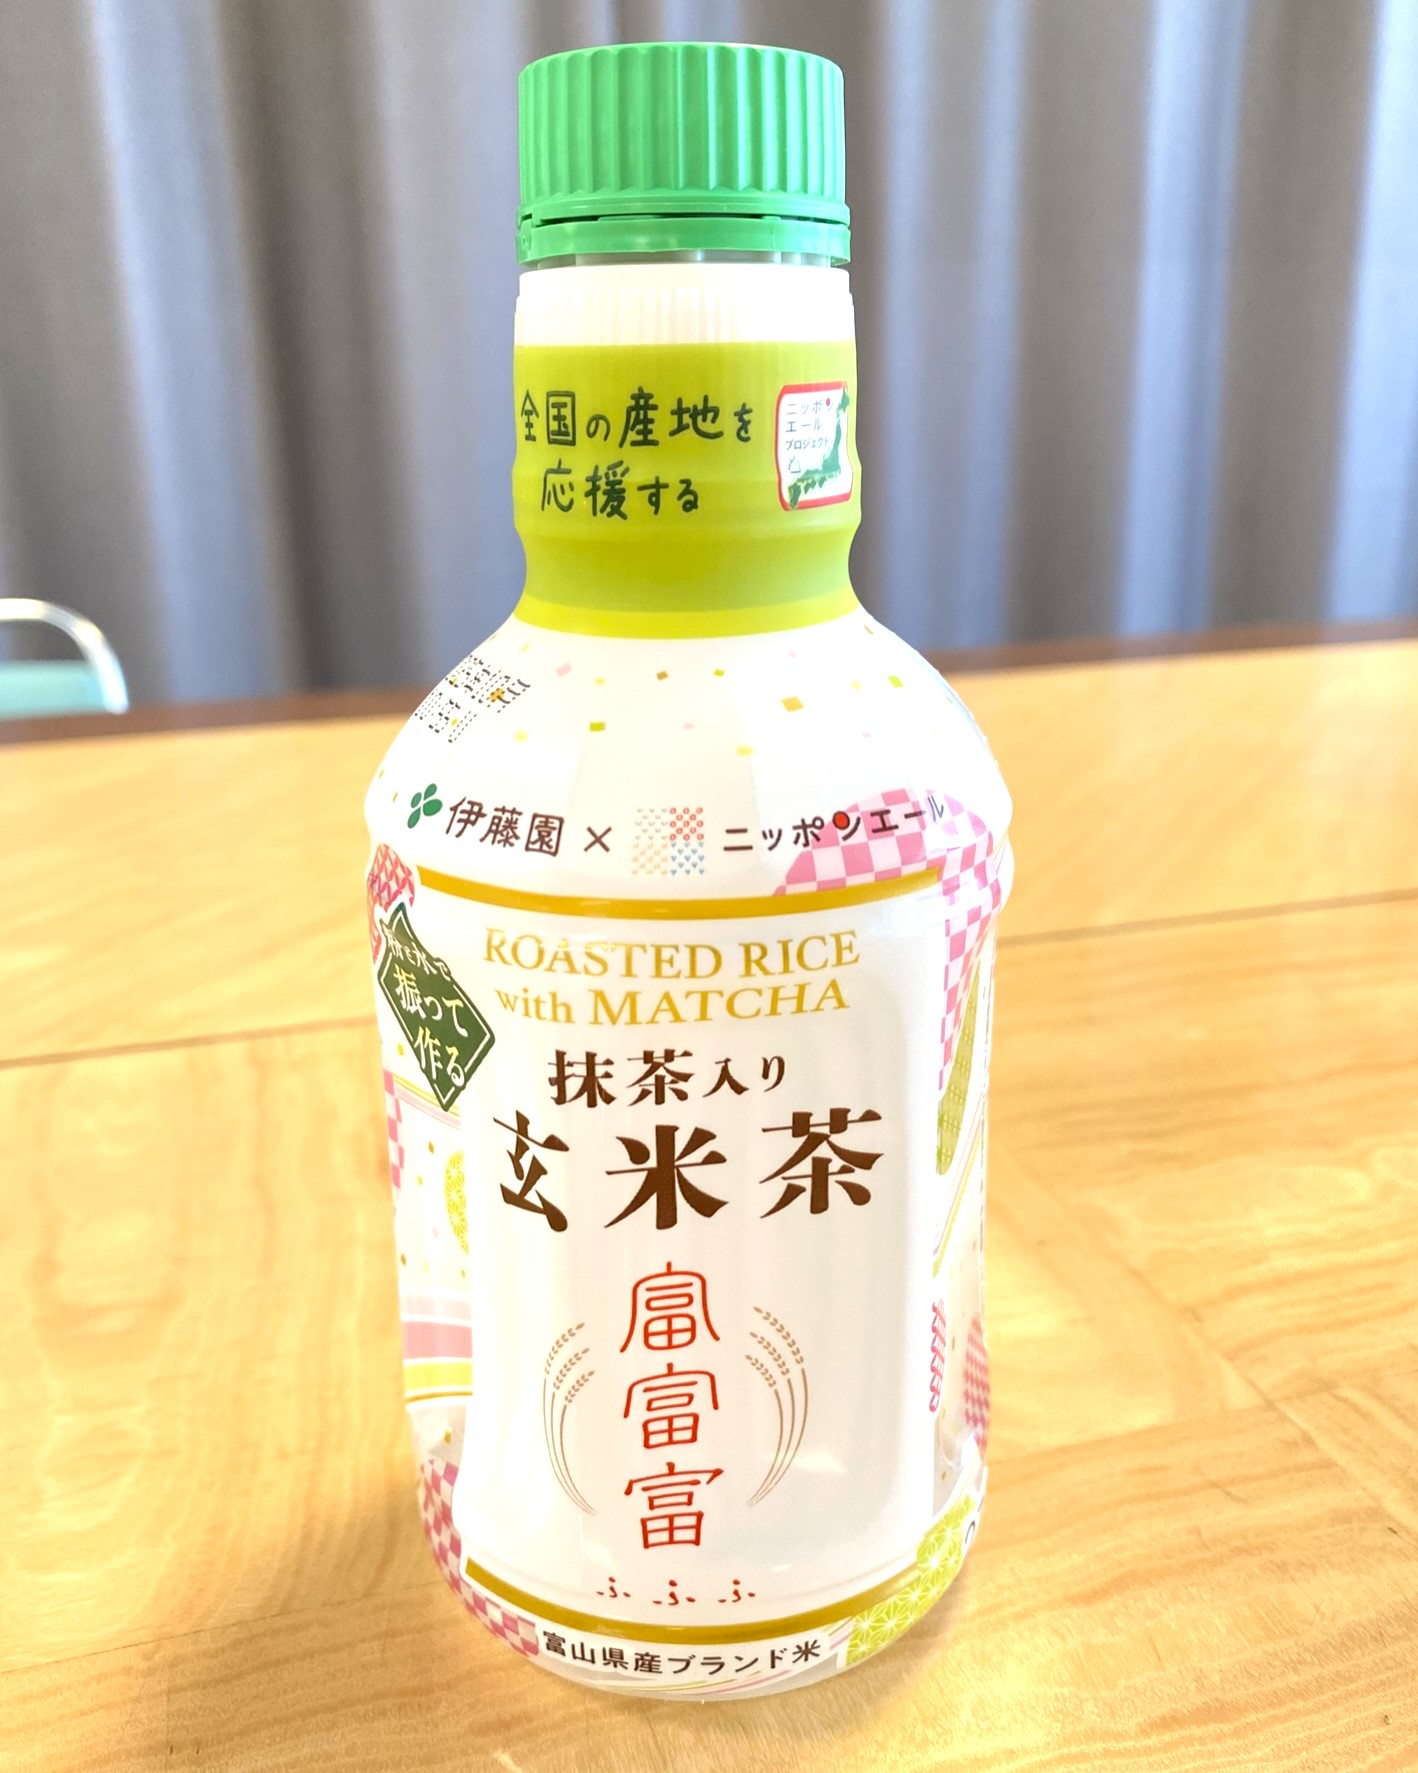 全国の産地を
応援する
ニッポン
エール
プロジェクト
伊藤園 × ニッポンエール
ROASTED RICE
with MATCHA
振って
作る
抹茶入り
玄米茶
富富富
ふふふ
富山県産ブランド米